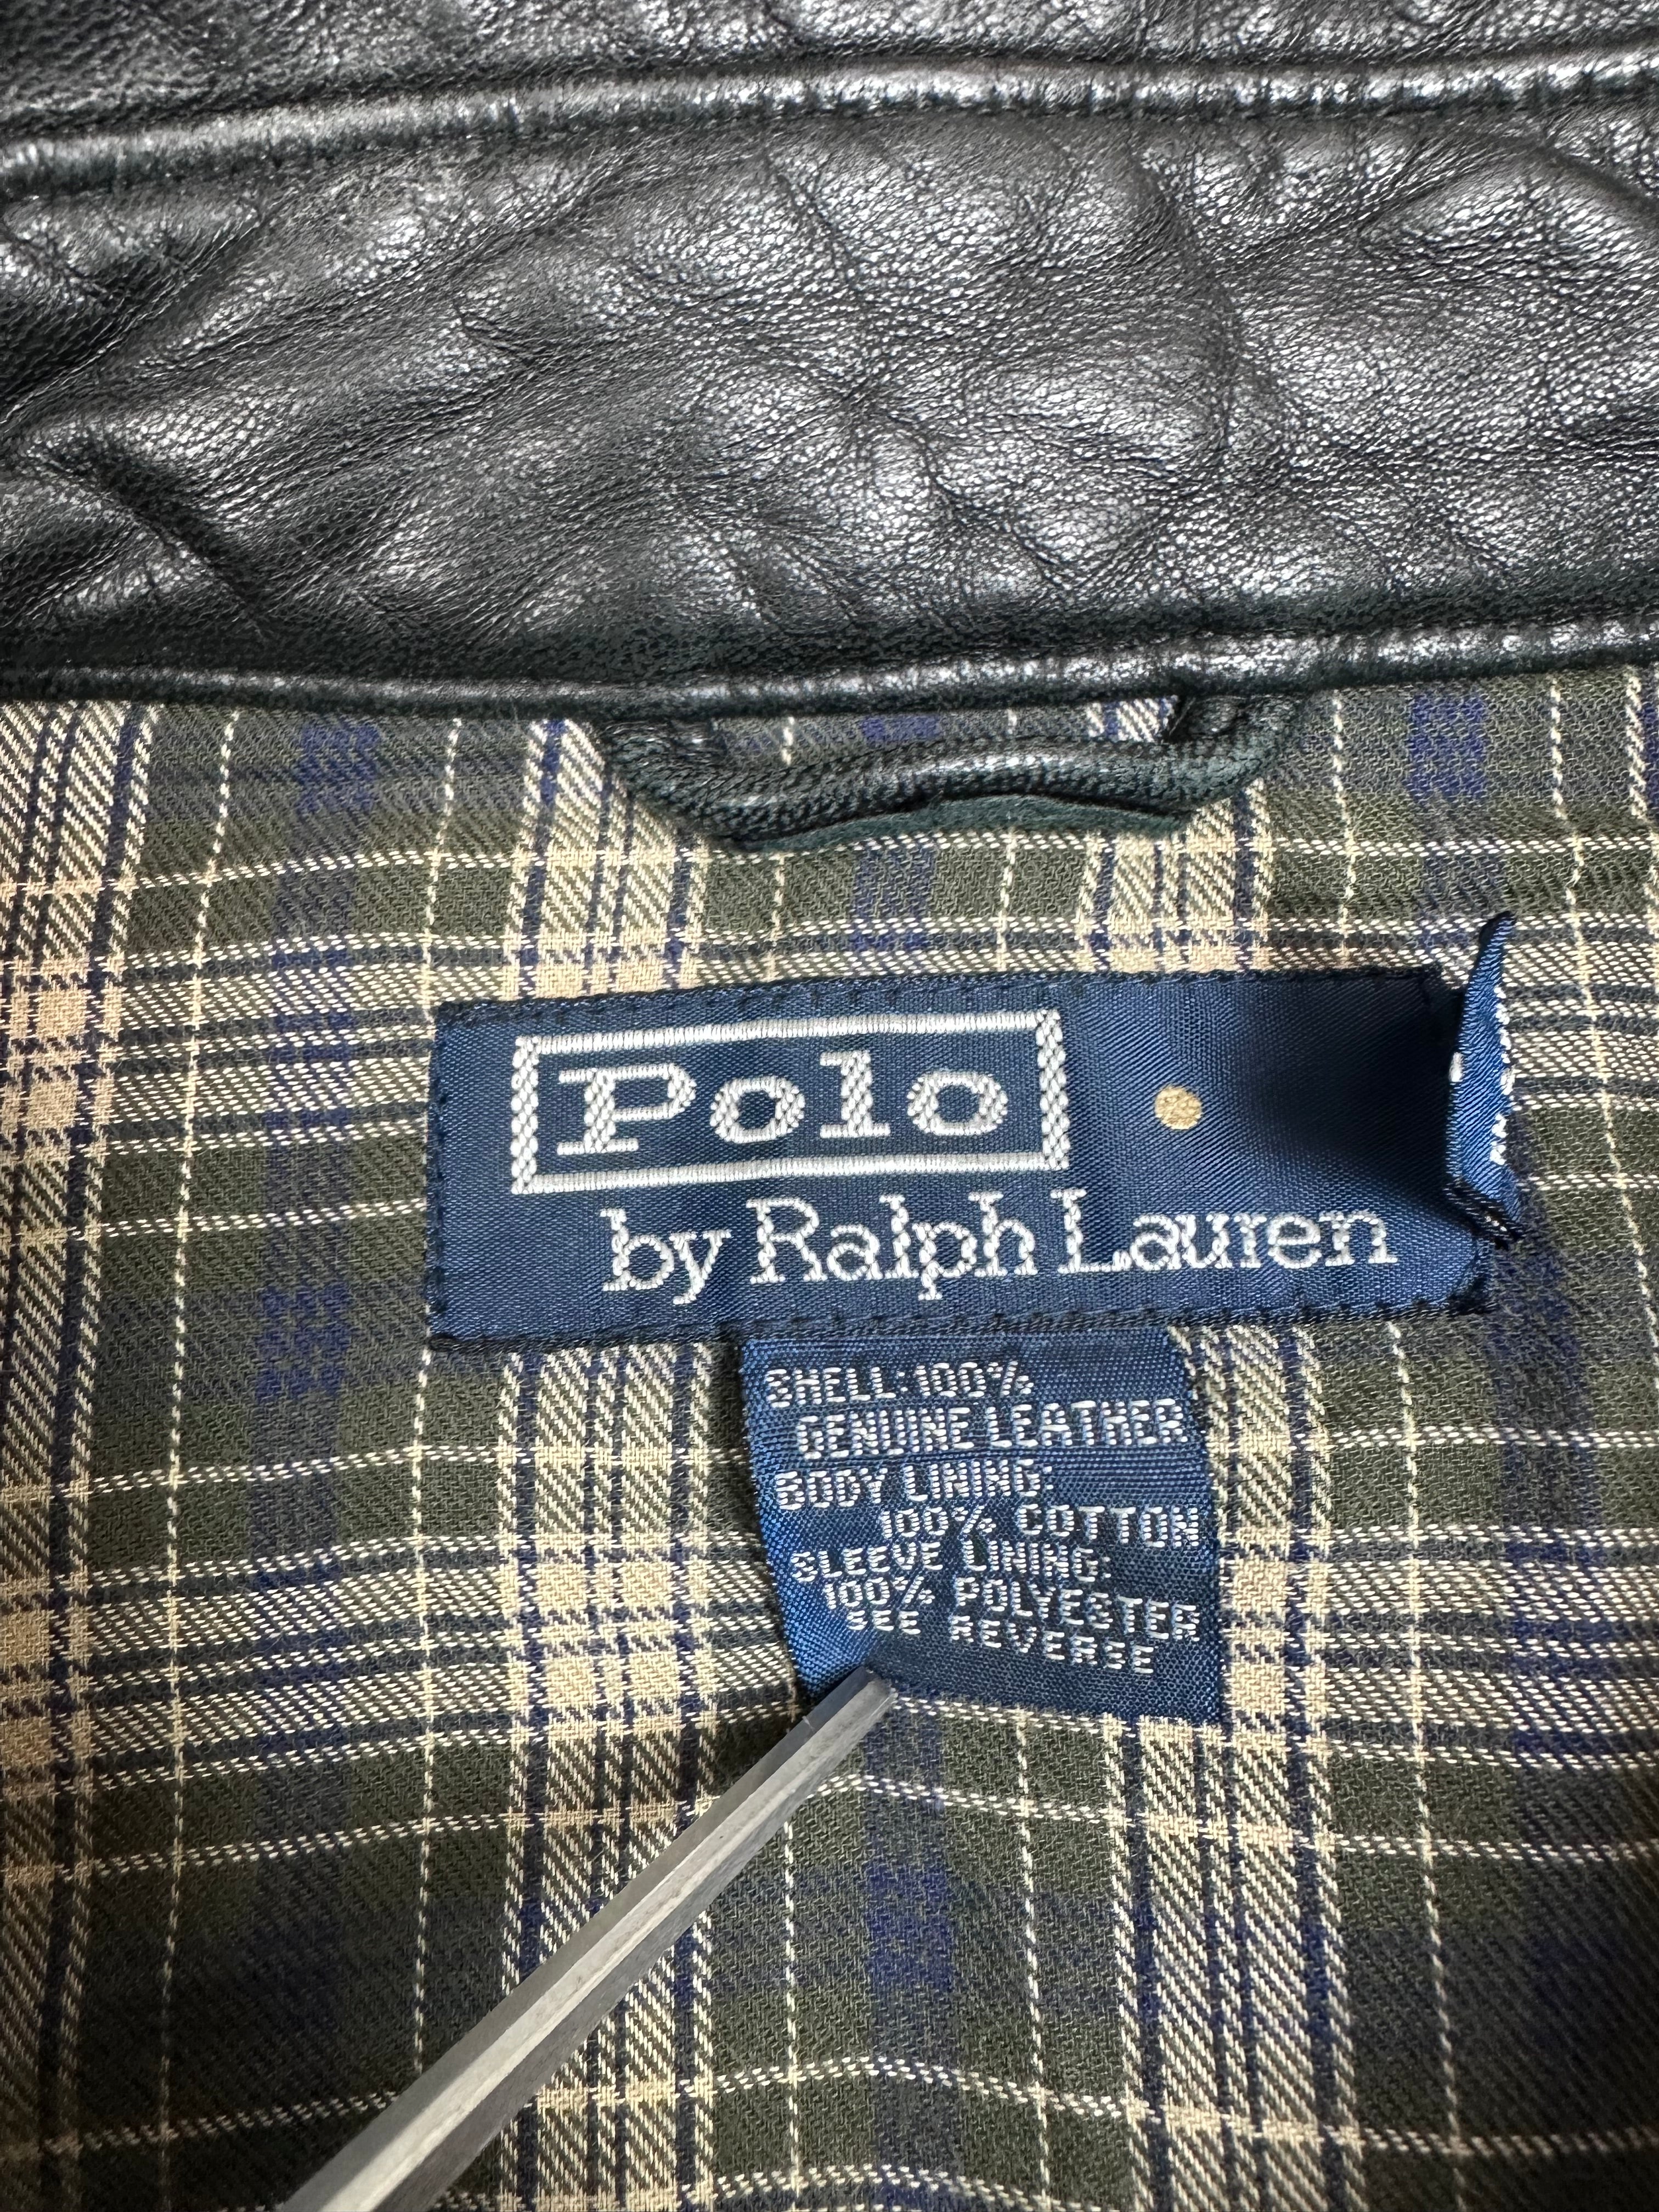 Polo
by Ralph Lauren
SHELL: 100%
GENUINE LEATHER
BODY LINING:
100% COTTON
SLEEVE LINING:
100% POLYESTER
SEE REVERSE